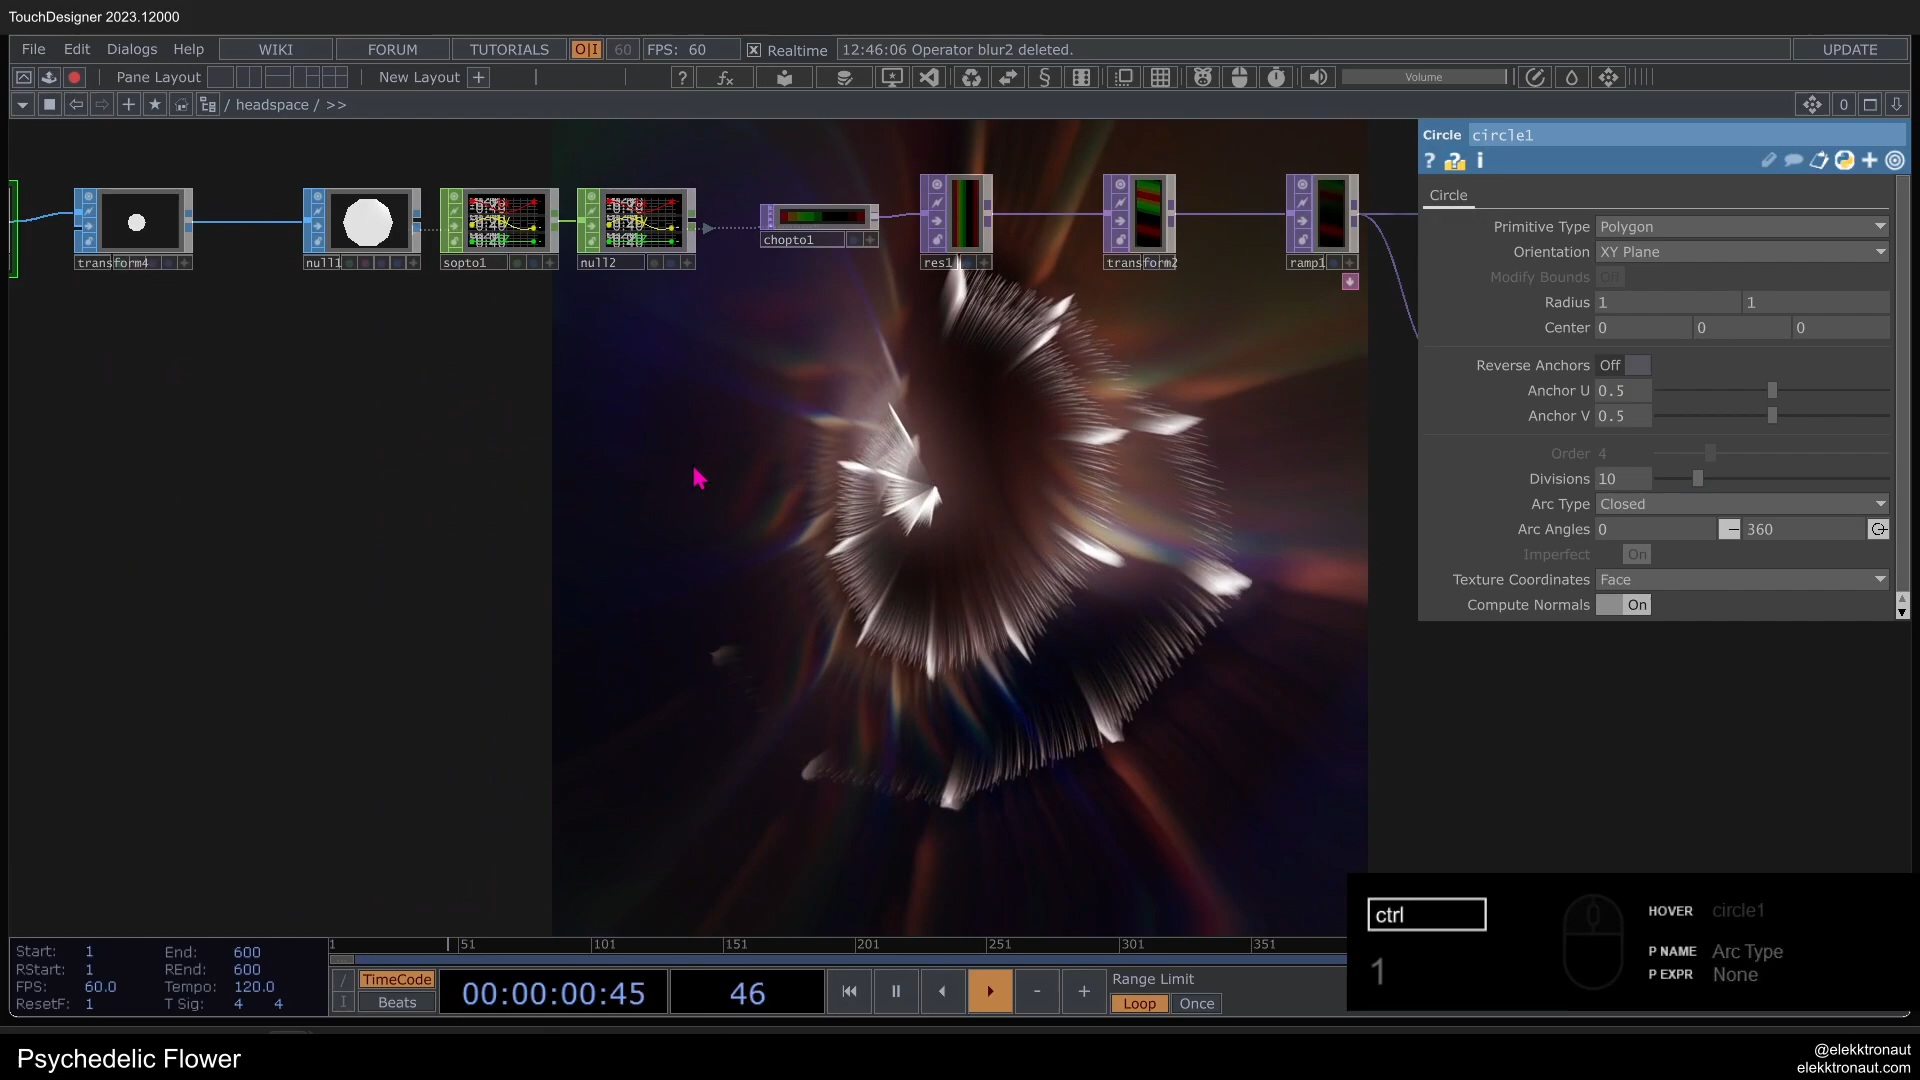 TouchDesigner 2023.12000
File Edit Dialogs Help WIKI FORUM TUTORIALS O|I 60 FPS: 60 Realtime 12:46:06 Operator blur2 deleted. UPDATE
Pane Layout New Layout + ? fx § Volume
/ headspace / >> 0
Circle circle1
? i
Circle
Primitive Type Polygon
Orientation XY Plane
Modify Bounds Off
Radius 1 1
Center 0 0 0
Reverse Anchors Off
Anchor U 0.5
Anchor V 0.5
Order 4
Divisions 10
Arc Type Closed
Arc Angles 0 360
Imperfect On
Texture Coordinates Face
Compute Normals On
transform4 null1 sopto1 null2 chopto1 res1 transform2 ramp1
ctrl
1
HOVER circle1
P NAME Arc Type
P EXPR None
Start: 1 End: 600
RStart: 1 REnd: 600
FPS: 60.0 Tempo: 120.0
ResetF: 1 T Sig: 4 4
1 51 101 151 201 251 301 351
TimeCode
Beats
00:00:00:45
46
- +
Range Limit
Loop Once
Psychedelic Flower
@elekktronaut
elekktronaut.com